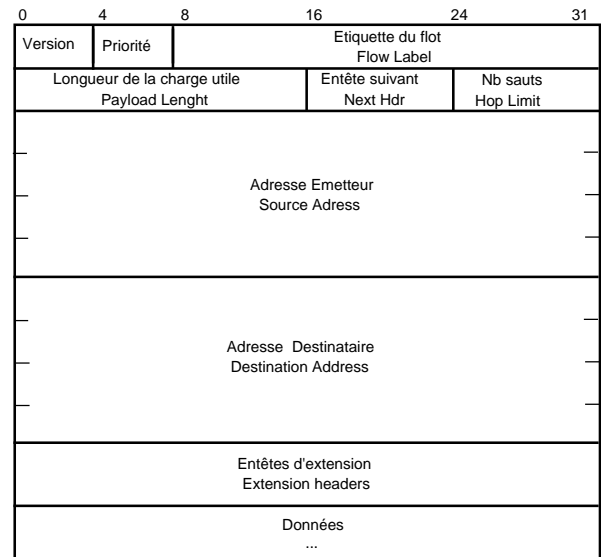 0 4 8 16 24 31
Version Priorité Etiquette du flot
Flow Label
Longueur de la charge utile Entête suivant Nb sauts
Payload Lenght Next Hdr Hop Limit
Adresse Emetteur
Source Adress
Adresse Destinataire
Destination Address
Entêtes d'extension
Extension headers
Données
...